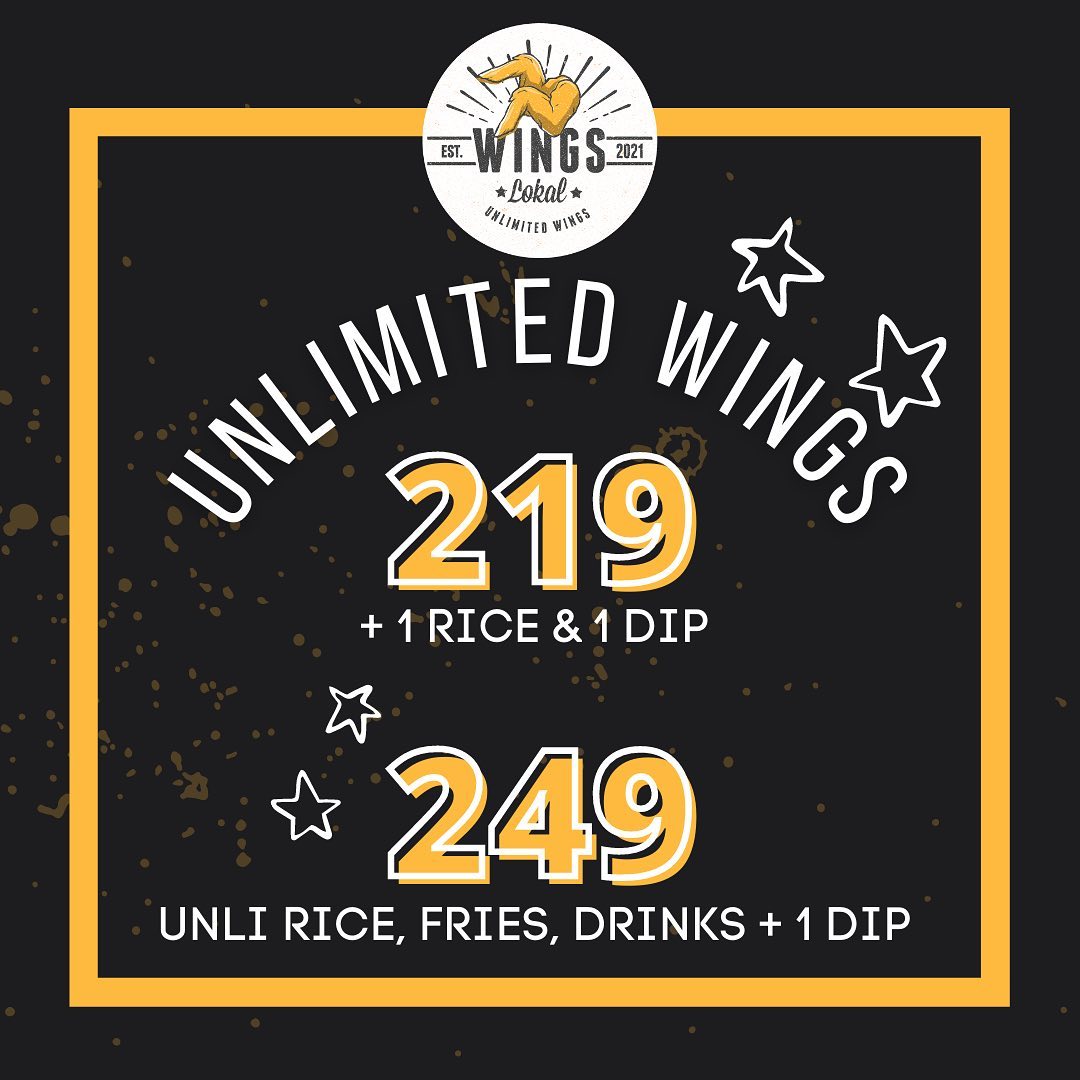 EST. WINGS 2021
Lokal
UNLIMITED WINGS
UNLIMITED WINGS
219
+ 1 RICE & 1 DIP
249
UNLI RICE, FRIES, DRINKS + 1 DIP